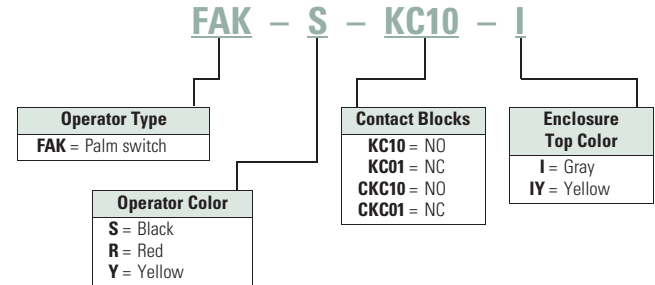 FAK – S – KC10 – I
Operator Type
FAK = Palm switch
Operator Color
S = Black
R = Red
Y = Yellow
Contact Blocks
KC10 = NO
KC01 = NC
CKC10 = NO
CKC01 = NC
Enclosure
Top Color
I = Gray
IY = Yellow